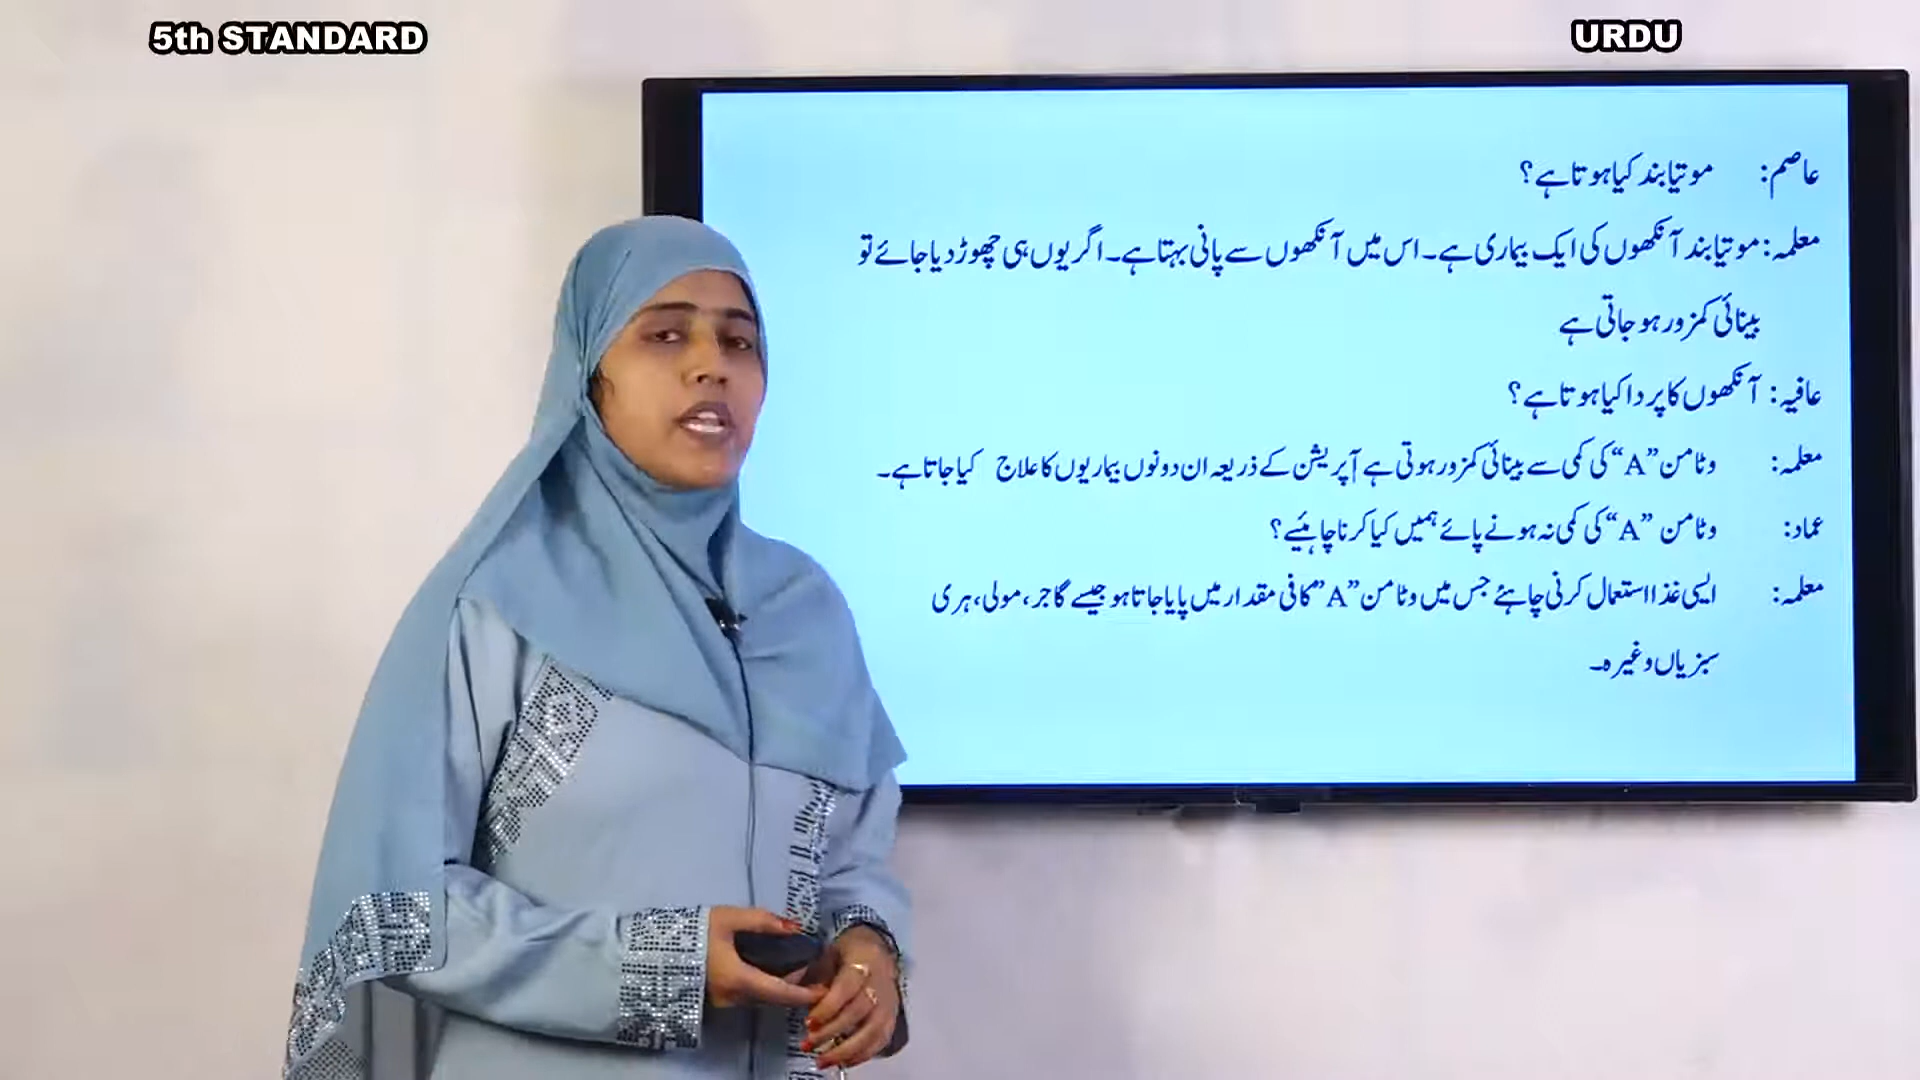 5th STANDARD
URDU
عاصم: موتیابند کیا ہوتا ہے؟
معلمہ: موتیابند آنکھوں کی ایک بیماری ہے۔ اس میں آنکھوں سے پانی بہتا ہے۔ اگر یوں ہی چھوڑ دیا جائے تو
بینائی کمزور ہو جاتی ہے
عافیہ: آنکھوں کا پردا کیا ہوتا ہے؟
معلمہ: وٹامن ”A“ کی کمی سے بینائی کمزور ہوتی ہے آپریشن کے ذریعہ ان دونوں بیماریوں کا علاج کیا جاتا ہے۔
عماد: وٹامن ”A“ کی کمی نہ ہونے پائے ہمیں کیا کرنا چاہئیے؟
معلمہ: ایسی غذا استعمال کرنی چاہئے جس میں وٹامن ”A” کافی مقدار میں پایا جاتا ہو جیسے گاجر، مولی، ہری
سبزیاں وغیرہ۔